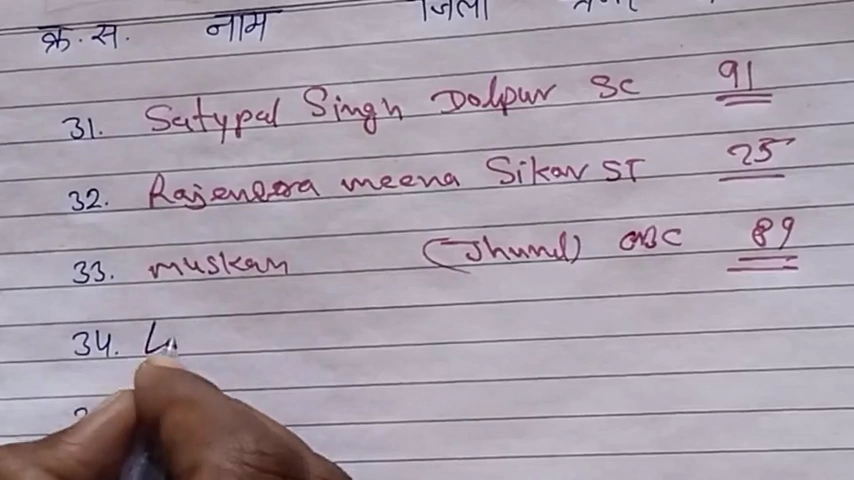 क्र.स. नाम जिला
31. Satypal Singh Dolpur SC 91
32. Rajendra meena Sikar ST 25
33. muskan (Jhunu) OBC 89
34.